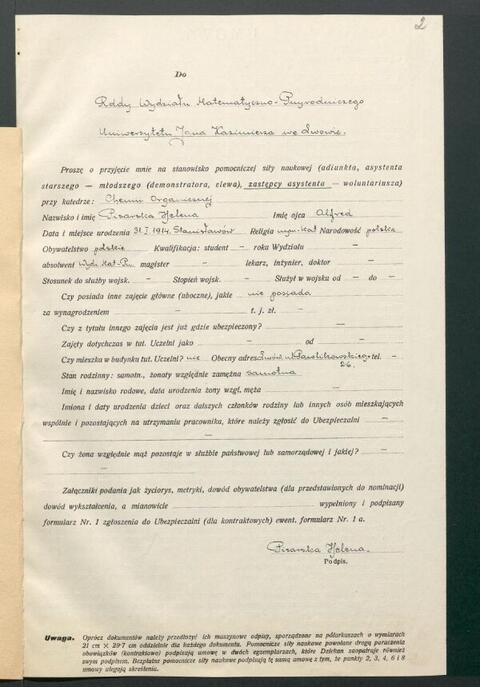 2
Do
Rady Wydziału Matematyczno-Przyrodniczego
Uniwersytetu Jana Kazimierza we Lwowie.
Proszę o przyjęcie mnie na stanowisko pomocniczej siły naukowej (adiunkta, asystenta
starszego — młodszego (demonstratora, elewa), zastępcy asystenta — woluntariusza)
przy katedrze: Chemii Organicznej
Nazwisko i imię Pisarska Helena Imię ojca Alfred
Data i miejsce urodzenia 31.I.1914. Stanisławów Religia rzym-kat Narodowość polska
Obywatelstwo polskie Kwalifikacja: student — roku Wydziału —
absolwent Wydz. Mat-Prz. magister — lekarz, inżynier, doktor —
Stosunek do służby wojsk. — Stopień wojsk. — Służył w wojsku od — do —
Czy posiada inne zajęcie główne (uboczne), jakie nie posiada
za wynagrodzeniem — t. j. zł. —
Czy z tytułu innego zajęcia jest już gdzie ubezpieczony? —
Zajęty dotychczas w tut. Uczelni jako — od —
Czy mieszka w budynku tut. Uczelni? nie Obecny adres Lwów ul. tel. —
26.
Stan rodzinny: samotn., żonaty względnie zamężna samotna
Imię i nazwisko rodowe, data urodzenia żony wzgl. męża —
Imiona i daty urodzenia dzieci oraz dalszych członków rodziny lub innych osób mieszkających
wspólnie i pozostających na utrzymaniu pracownika, które należy zgłosić do Ubezpieczalni —
—
Czy żona względnie mąż pozostaje w służbie państwowej lub samorządowej i jakiej? —
—
Załączniki podania jak życiorys, metryki, dowód obywatelstwa (dla przedstawionych do nominacji)
dowód wykształcenia, a mianowicie wypełniony i podpisany
formularz Nr. 1 zgłoszenia do Ubezpieczalni (dla kontraktowych) ewent. formularz Nr. 1 a.
Pisarska Helena.
Podpis.
Uwaga. Oprócz dokumentów należy przedłożyć ich maszynowe odpisy, sporządzone na półarkuszach o wymiarach
21 cm × 29·7 cm oddzielnie dla każdego dokumentu. Pomocnicze siły naukowe powołane drogą poruczenia
obowiązków (kontraktowo) podpisują umowę w dwóch egzemplarzach, które Dziekan zaopatruje również
swym podpisem. Bezpłatne pomocnicze siły naukowe podpisują tę samą umowę z tem, że punkty 2, 3, 4, 6 i 8
umowy ulegają skreśleniu.